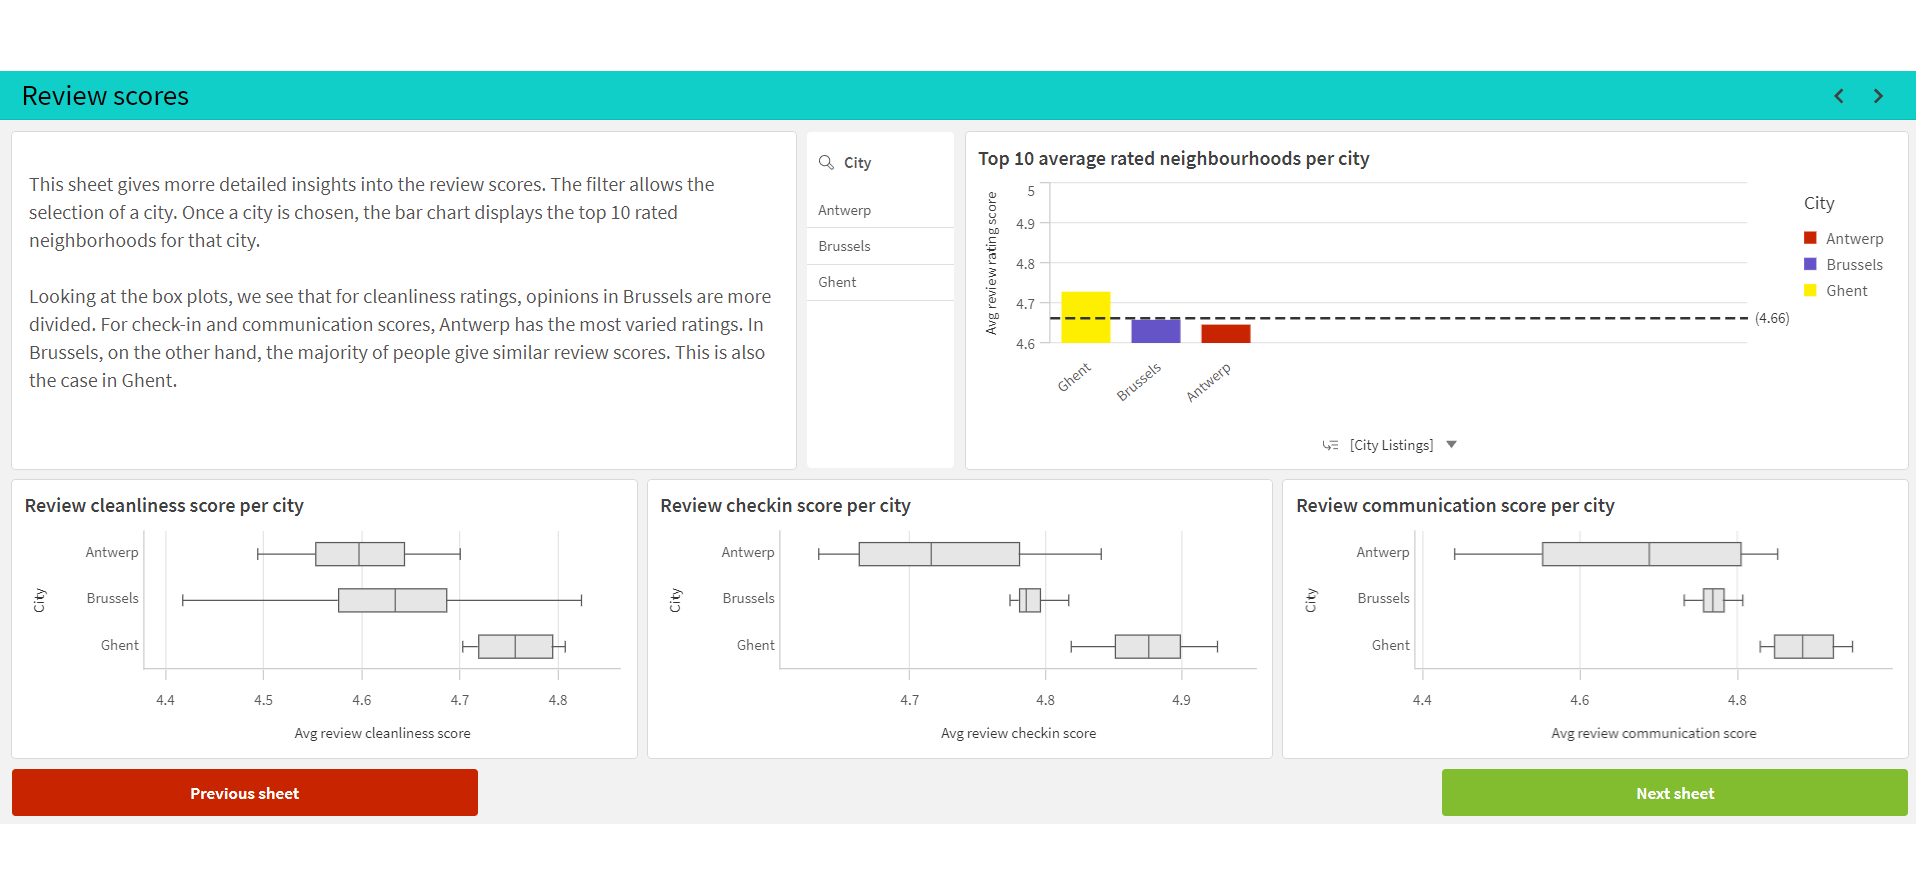 Review scores
This sheet gives morre detailed insights into the review scores. The filter allows the
selection of a city. Once a city is chosen, the bar chart displays the top 10 rated
neighborhoods for that city.
Looking at the box plots, we see that for cleanliness ratings, opinions in Brussels are more
divided. For check-in and communication scores, Antwerp has the most varied ratings. In
Brussels, on the other hand, the majority of people give similar review scores. This is also
the case in Ghent.
City
Antwerp
Brussels
Ghent
Top 10 average rated neighbourhoods per city
Avg review rating score
5
4.9
4.8
4.7
4.6
(4.66)
Ghent
Brussels
Antwerp
[City Listings]
City
Antwerp
Brussels
Ghent
Review cleanliness score per city
City
Antwerp
Brussels
Ghent
4.4 4.5 4.6 4.7 4.8
Avg review cleanliness score
Review checkin score per city
City
Antwerp
Brussels
Ghent
4.7 4.8 4.9
Avg review checkin score
Review communication score per city
City
Antwerp
Brussels
Ghent
4.4 4.6 4.8
Avg review communication score
Previous sheet
Next sheet